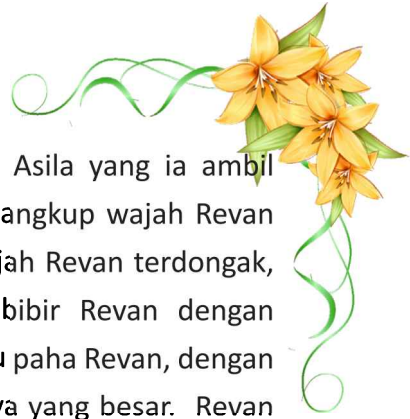 Asila yang ia ambil
angkup wajah Revan
jah Revan terdongak,
bibir Revan dengan
u paha Revan, dengan
ya yang besar. Revan